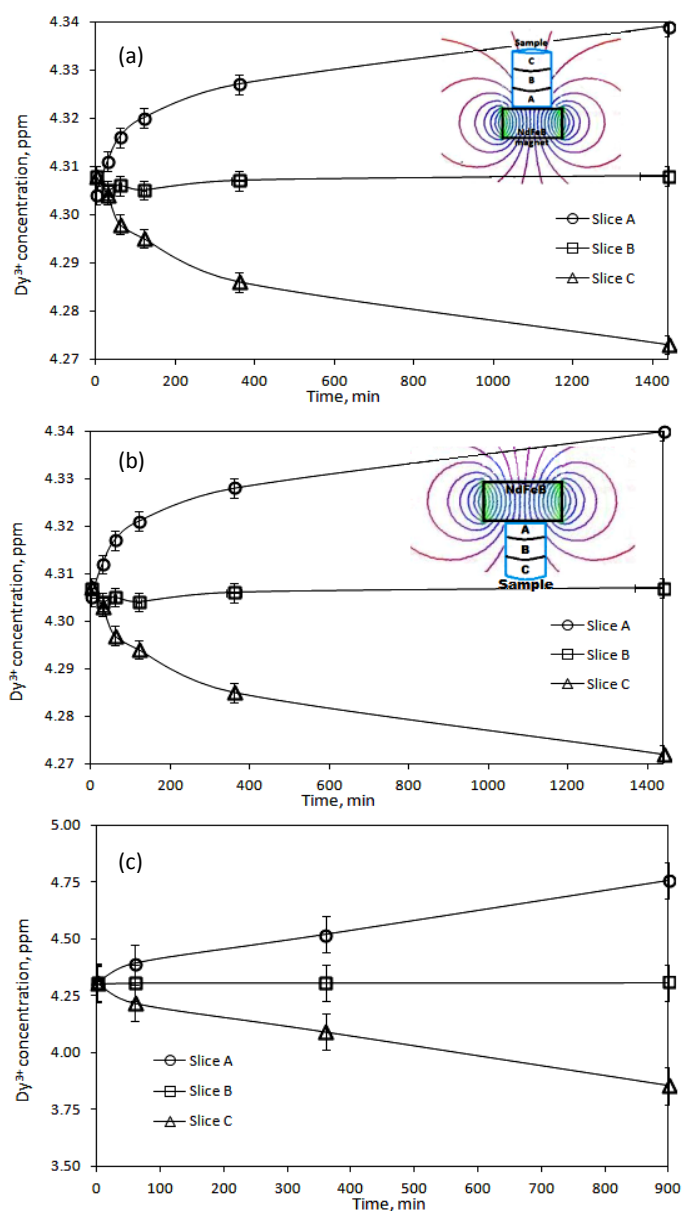 (a)
4.34
4.33
4.32
4.31
4.30
4.29
4.28
4.27
Dy³⁺ concentration, ppm
Sample
C
B
A
NdFeB
magnet
Slice A
Slice B
Slice C
0
200
400
600
800
1000
1200
1400
Time, min
(b)
4.34
4.33
4.32
4.31
4.30
4.29
4.28
4.27
Dy³⁺ concentration, ppm
NdFeB
A
B
C
Sample
Slice A
Slice B
Slice C
0
200
400
600
800
1000
1200
1400
Time, min
(c)
5.00
4.75
4.50
4.25
4.00
3.75
3.50
Dy³⁺ concentration, ppm
Slice A
Slice B
Slice C
0
100
200
300
400
500
600
700
800
900
Time, min